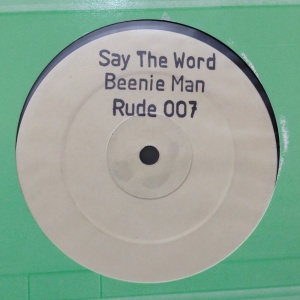 Say The Word
Beenie Man
Rude 007